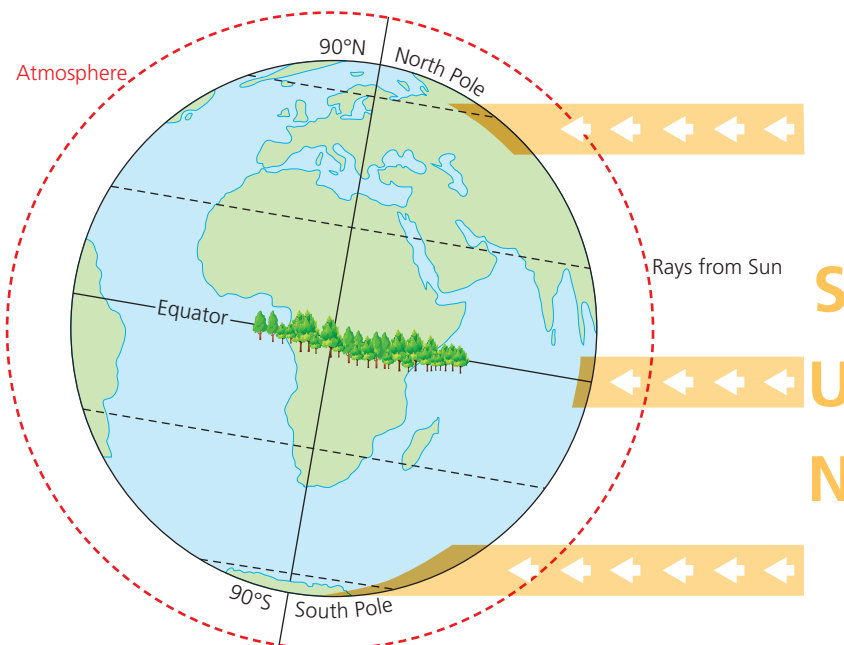 90°N
North Pole
Atmosphere
Rays from Sun
S
U
N
Equator
90°S
South Pole